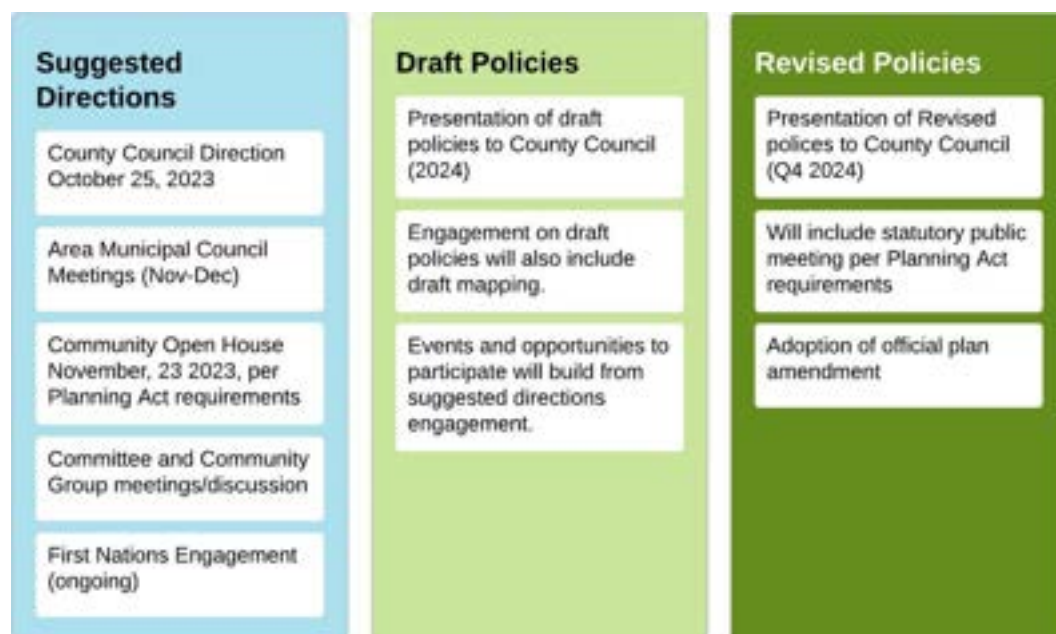 Suggested
Directions
County Council Direction
October 25, 2023
Area Municipal Council
Meetings (Nov-Dec)
Community Open House
November, 23 2023, per
Planning Act requirements
Committee and Community
Group meetings/discussion
First Nations Engagement
(ongoing)
Draft Policies
Presentation of draft
policies to County Council
(2024)
Engagement on draft
policies will also include
draft mapping.
Events and opportunities to
participate will build from
suggested directions
engagement.
Revised Policies
Presentation of Revised
polices to County Council
(Q4 2024)
Will include statutory public
meeting per Planning Act
requirements
Adoption of official plan
amendment